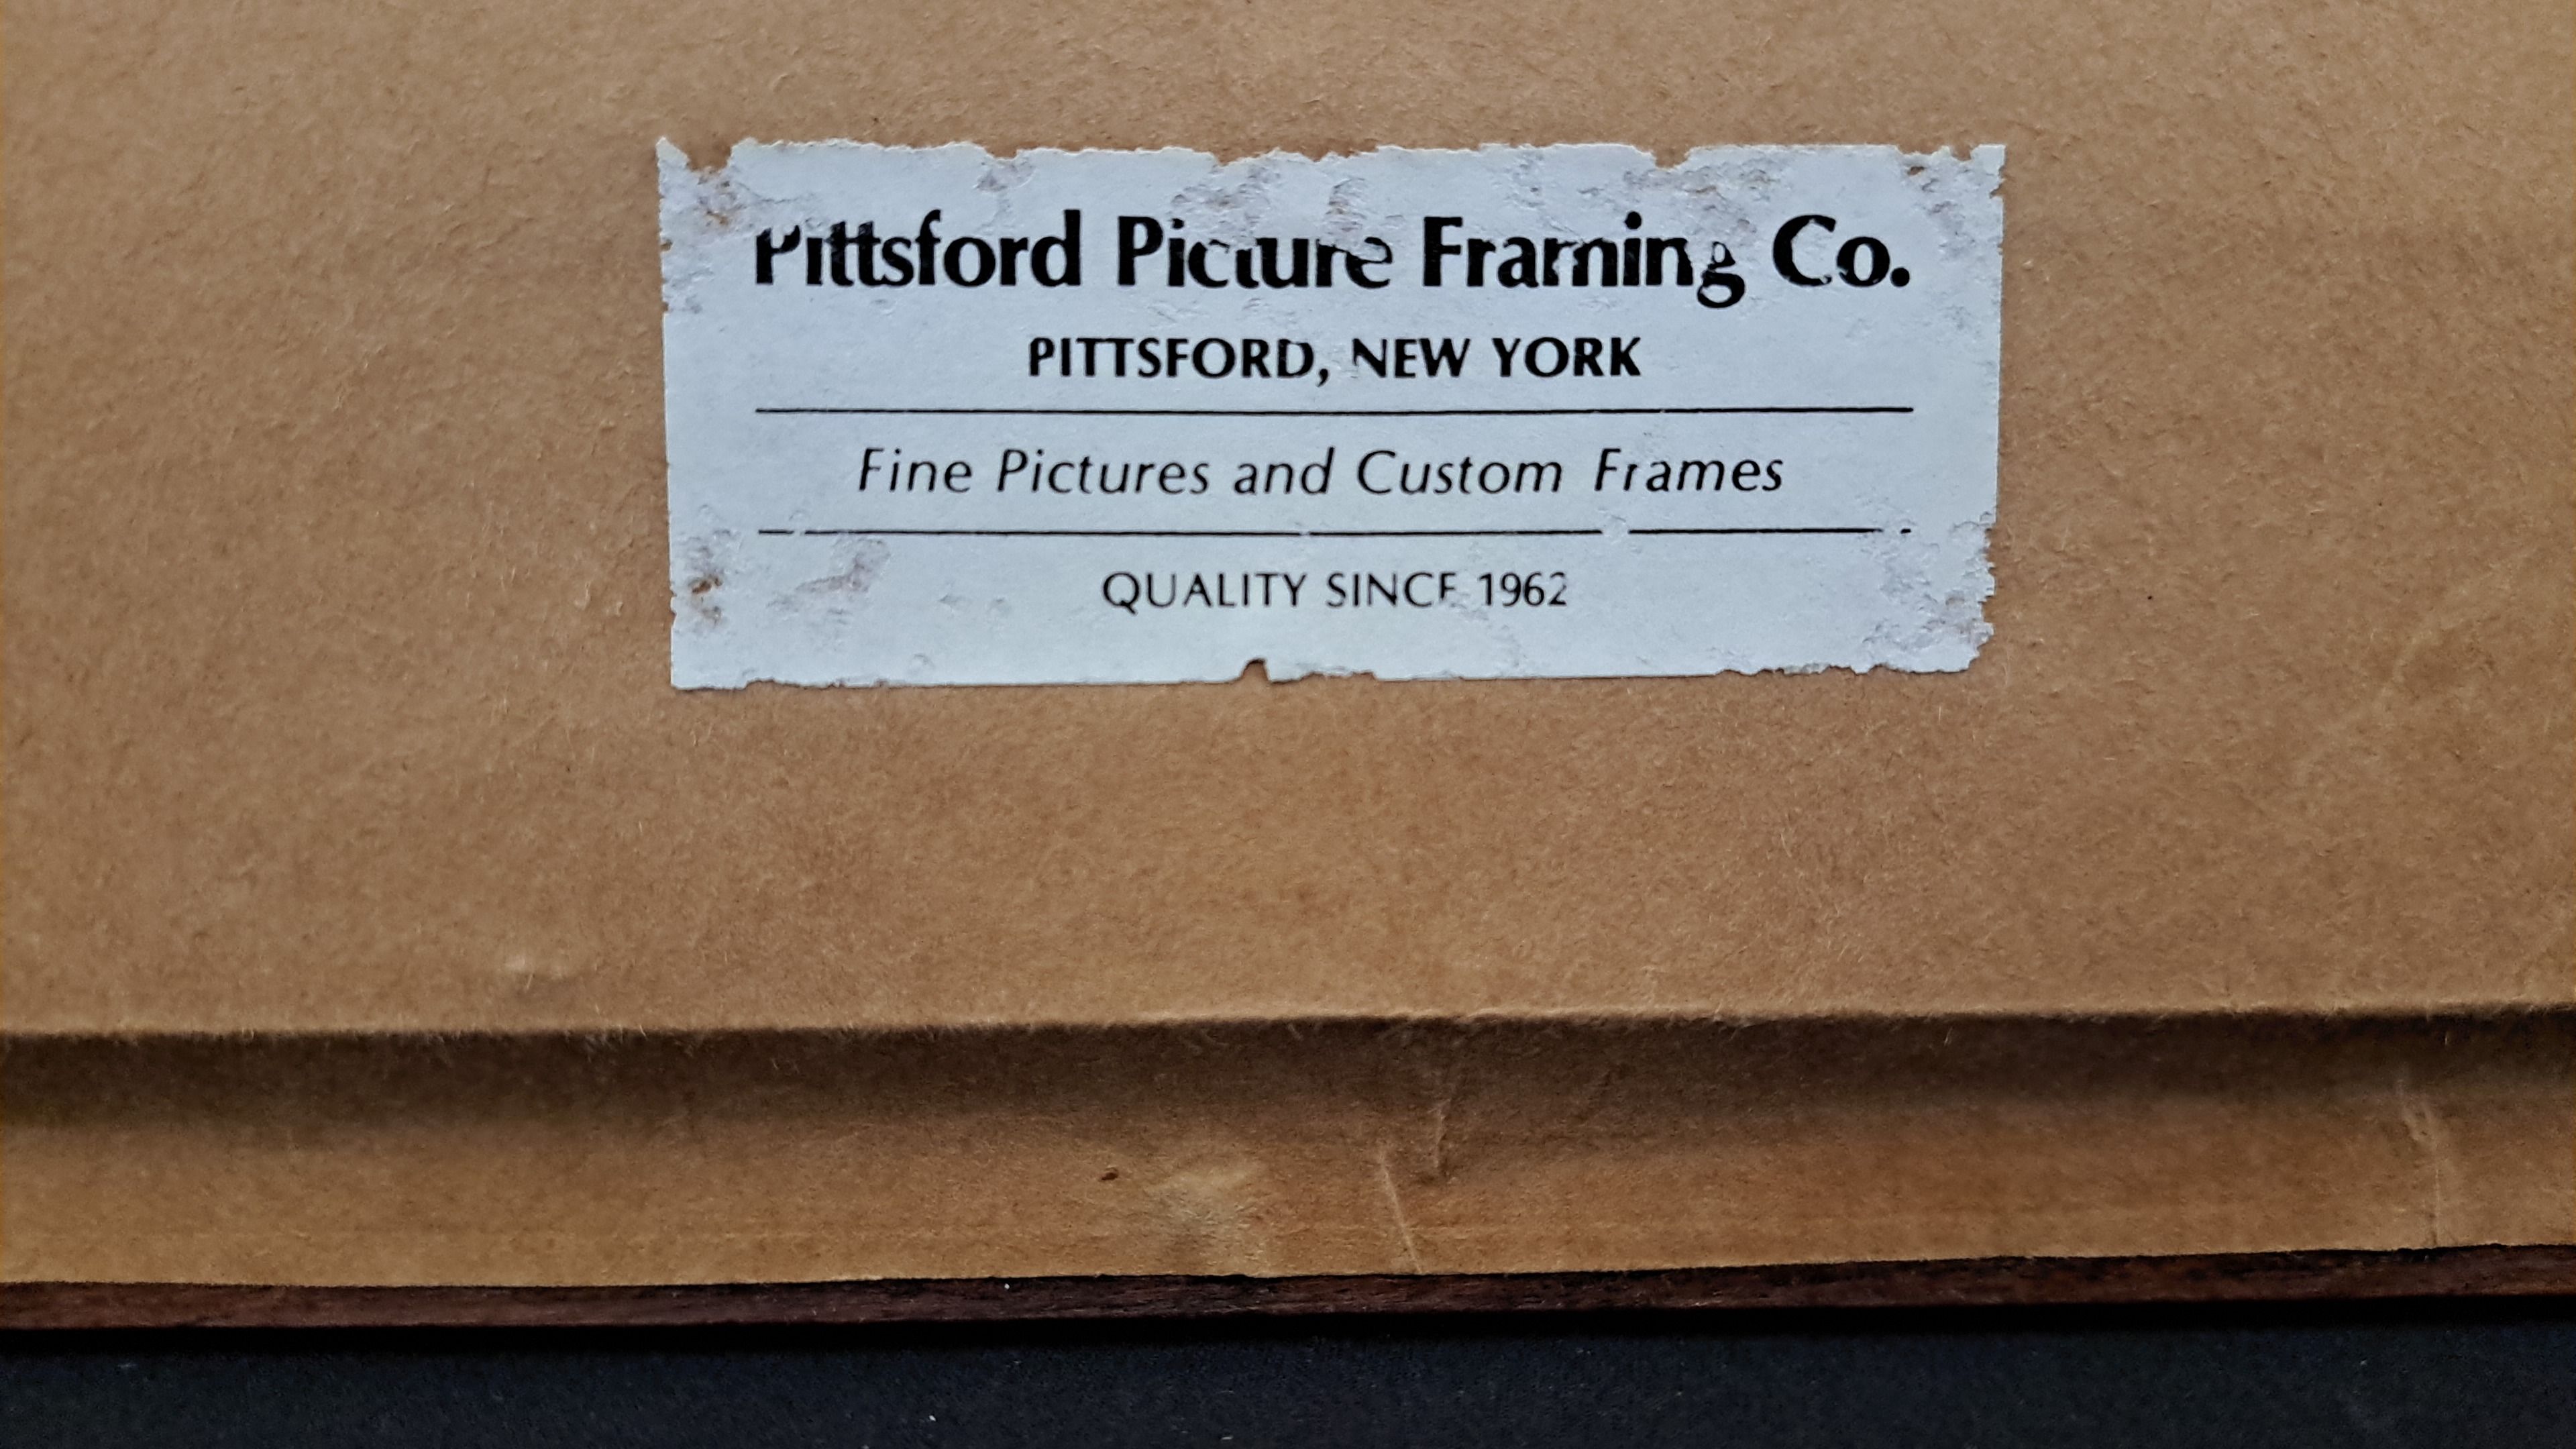 Pittsford Picture Framing Co.
PITTSFORD, NEW YORK
Fine Pictures and Custom Frames
QUALITY SINCE 1962